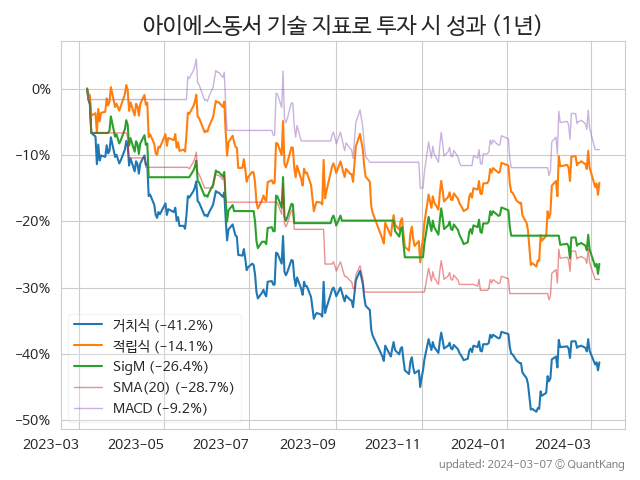 아이에스동서 기술 지표로 투자 시 성과 (1년)
0%
−10%
−20%
−30%
−40%
−50%
거치식 (−41.2%)
적립식 (−14.1%)
SigM (−26.4%)
SMA(20) (−28.7%)
MACD (−9.2%)
2023−03 2023−05 2023−07 2023−09 2023−11 2024−01 2024−03
updated: 2024−03−07 © QuantKang